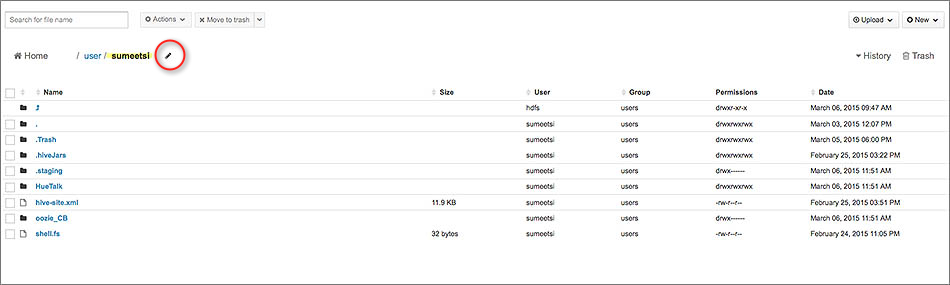 Search for file name Actions Move to trash Upload New
Home / user / sumeetsi History Trash
Name Size User Group Permissions Date
hdfs users drwxr-xr-x March 06, 2015 09:47 AM
. sumeetsi users drwxrwxrwx March 03, 2015 12:07 PM
.Trash sumeetsi users drwxrwxrwx March 05, 2015 06:00 PM
.hiveJars sumeetsi users drwxrwxrwx February 25, 2015 03:22 PM
.staging sumeetsi users drwx------ March 06, 2015 11:51 AM
HueTalk sumeetsi users drwxrwxrwx March 06, 2015 11:51 AM
hive-site.xml 11.9 KB sumeetsi users -rw-r--r-- February 25, 2015 03:51 PM
oozie_CB sumeetsi users drwx------ March 06, 2015 11:51 AM
shell.fs 32 bytes sumeetsi users -rw-r--r-- February 24, 2015 11:05 PM